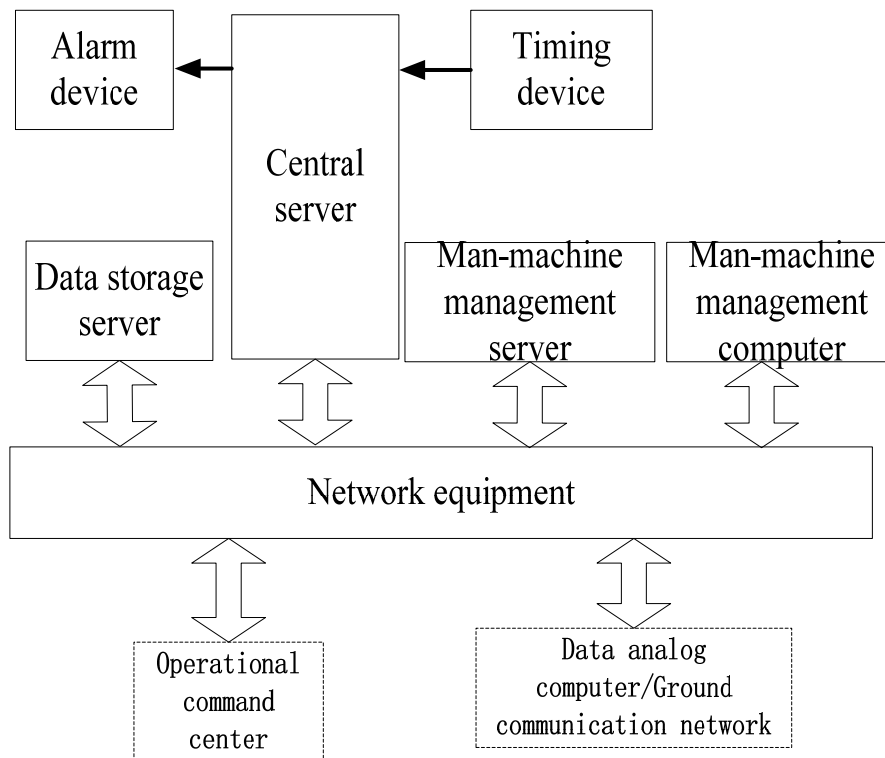 Alarm
device
Central
server
Timing
device
Data storage
server
Man-machine
management
server
Man-machine
management
computer
Network equipment
Operational
command
center
Data analog
computer/Ground
communication network